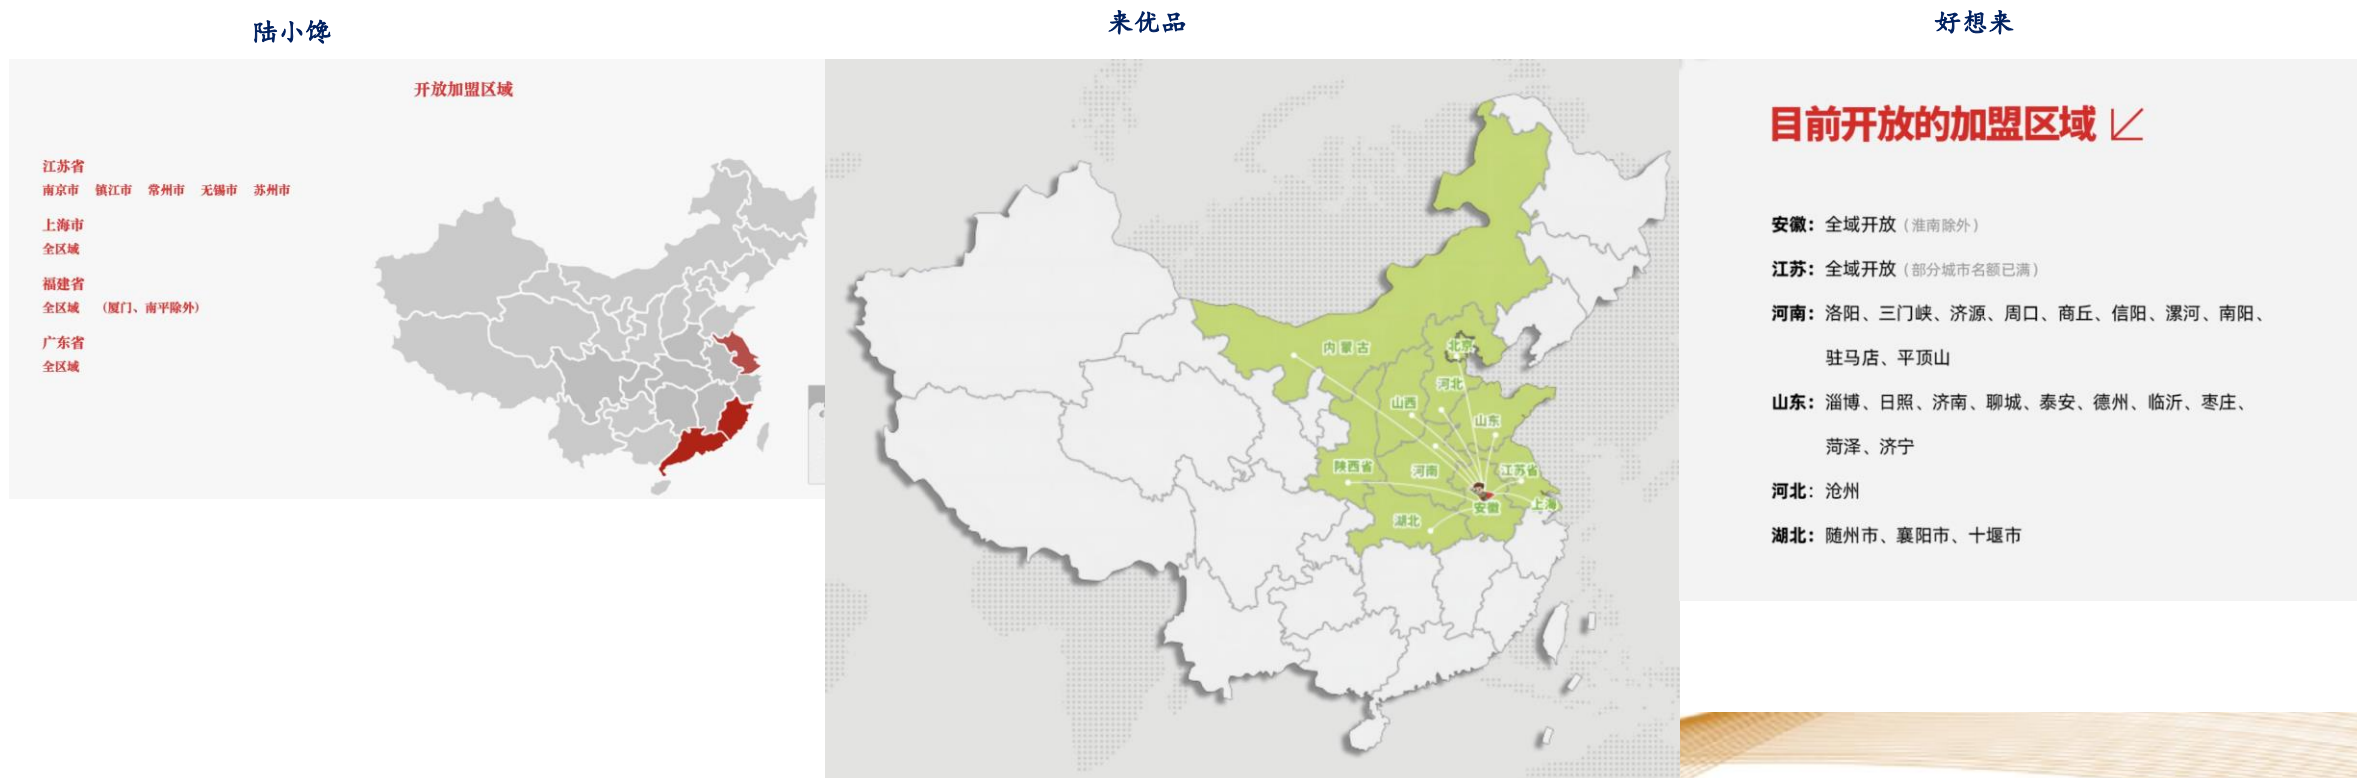 陆小馋
开放加盟区域
江苏省
南京市 镇江市 常州市 无锡市 苏州市
上海市
全区域
福建省
全区域 （厦门、南平除外）
广东省
全区域
来优品
内蒙古
北京
河北
山西
山东
陕西省
河南
江苏省
安徽
上海
湖北
好想来
目前开放的加盟区域
安徽：全域开放（淮南除外）
江苏：全域开放（部分城市名额已满）
河南：洛阳、三门峡、济源、周口、商丘、信阳、漯河、南阳、
驻马店、平顶山
山东：淄博、日照、济南、聊城、泰安、德州、临沂、枣庄、
菏泽、济宁
河北：沧州
湖北：随州市、襄阳市、十堰市